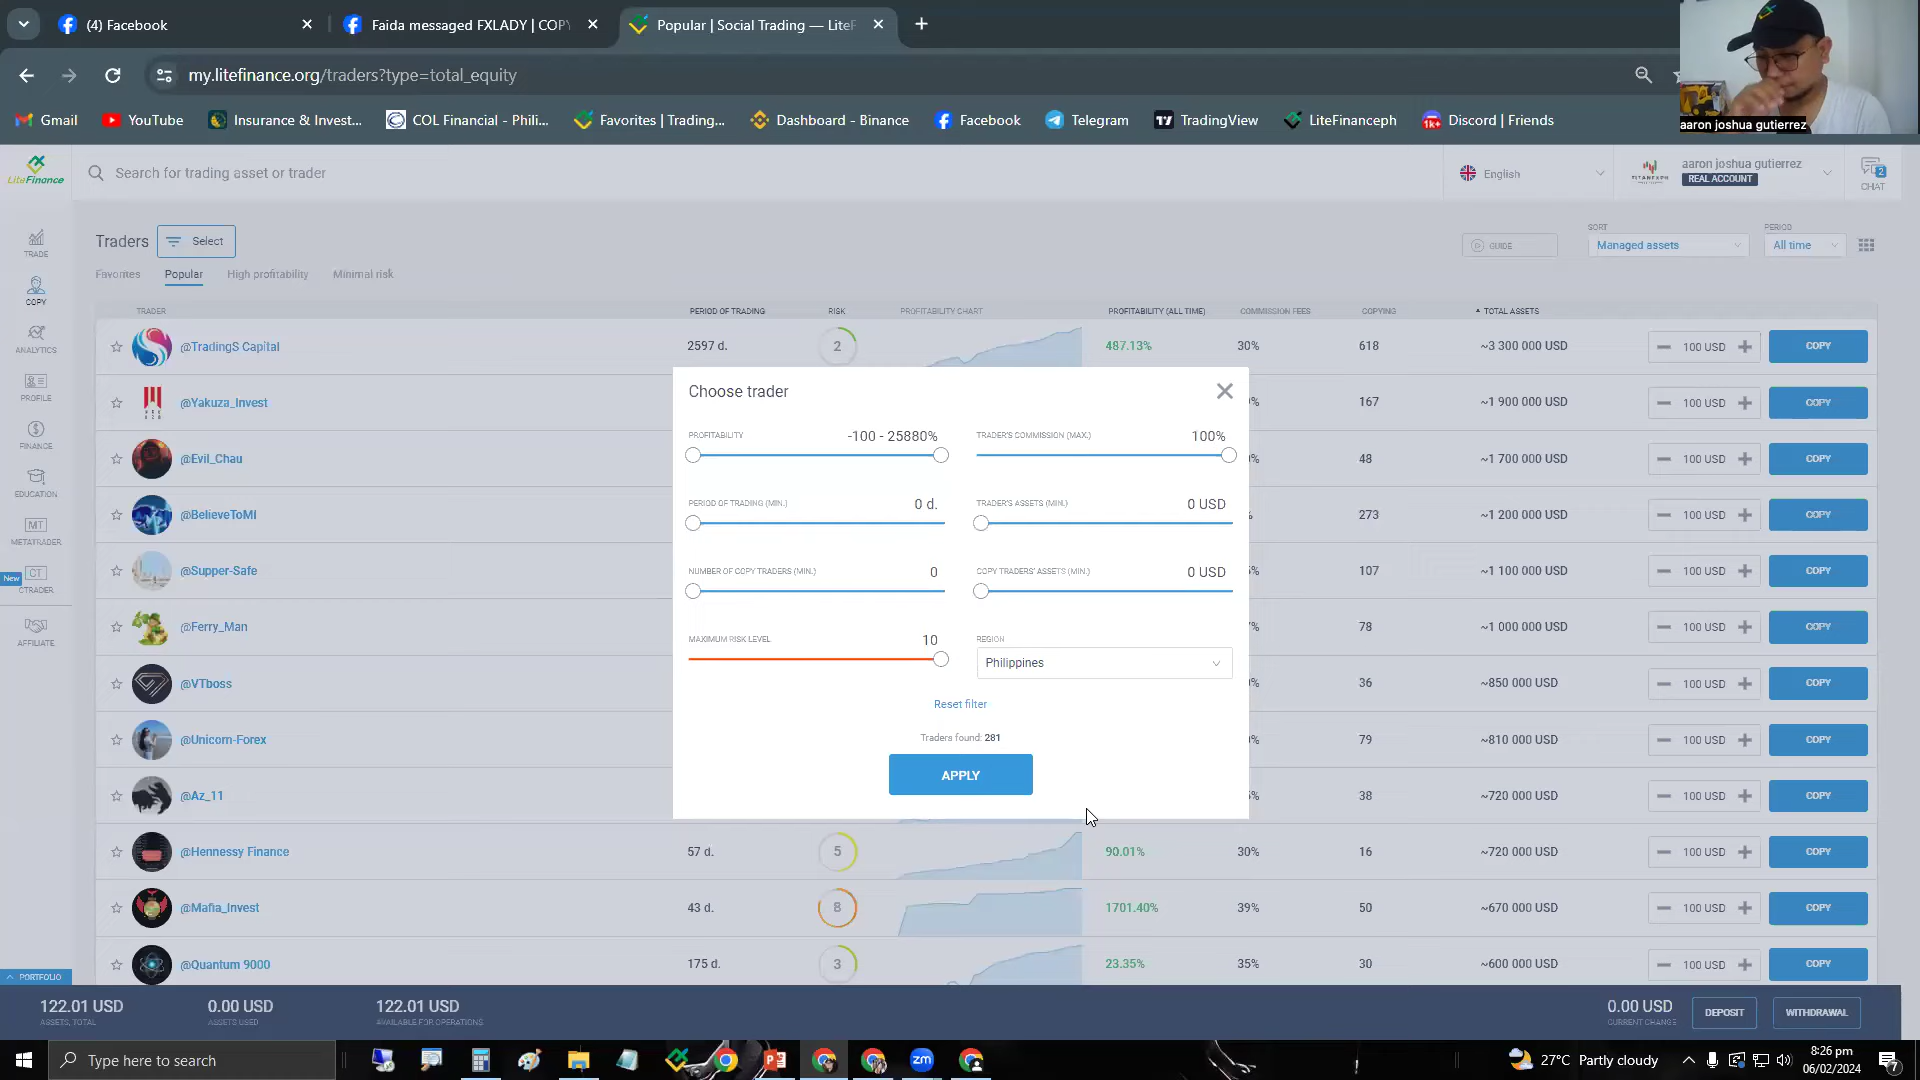 (4) Facebook
Faida messaged FXLADY | COPY
Popular | Social Trading — LiteF
my.litefinance.org/traders?type=total_equity
Gmail
YouTube
Insurance & Invest...
COL Financial - Phili...
Favorites | Trading...
Dashboard - Binance
Facebook
Telegram
TradingView
LiteFinanceph
Discord | Friends
aaron joshua gutierrez
LiteFinance
Search for trading asset or trader
English
aaron joshua gutierrez
REAL ACCOUNT
2
CHAT
TRADE
COPY
ANALYTICS
PROFILE
FINANCE
EDUCATION
MT
METATRADER
New
CT
CTRADER
AFFILIATE
Traders
Select
GUIDE
SORT
Managed assets
PERIOD
All time
Favorites
Popular
High profitability
Minimal risk
TRADER
PERIOD OF TRADING
RISK
PROFITABILITY CHART
PROFITABILITY (ALL TIME)
COMMISSION FEES
COPYING
TOTAL ASSETS
@TradingS Capital
2597 d.
2
487.13%
30%
618
~3 300 000 USD
100 USD
COPY
@Yakuza_Invest
167
~1 900 000 USD
100 USD
COPY
@Evil_Chau
48
~1 700 000 USD
100 USD
COPY
@BelieveToMI
273
~1 200 000 USD
100 USD
COPY
@Supper-Safe
107
~1 100 000 USD
100 USD
COPY
@Ferry_Man
78
~1 000 000 USD
100 USD
COPY
@VTboss
36
~850 000 USD
100 USD
COPY
@Unicorn-Forex
79
~810 000 USD
100 USD
COPY
@Az_11
38
~720 000 USD
100 USD
COPY
@Hennessy Finance
57 d.
5
90.01%
30%
16
~720 000 USD
100 USD
COPY
@Mafia_Invest
43 d.
8
1701.40%
39%
50
~670 000 USD
100 USD
COPY
@Quantum 9000
175 d.
3
23.35%
35%
30
~600 000 USD
100 USD
COPY
Choose trader
PROFITABILITY
-100 - 25880%
TRADER'S COMMISSION (MAX.)
100%
PERIOD OF TRADING (MIN.)
0 d.
TRADER'S ASSETS (MIN.)
0 USD
NUMBER OF COPY TRADERS (MIN.)
0
COPY TRADERS' ASSETS (MIN.)
0 USD
MAXIMUM RISK LEVEL
10
REGION
Philippines
Reset filter
Traders found: 281
APPLY
PORTFOLIO
122.01 USD
ASSETS, TOTAL
0.00 USD
ASSETS USED
122.01 USD
AVAILABLE FOR OPERATIONS
0.00 USD
CURRENT CHANGE
DEPOSIT
WITHDRAWAL
Type here to search
zm
27°C Partly cloudy
8:26 pm
06/02/2024
7